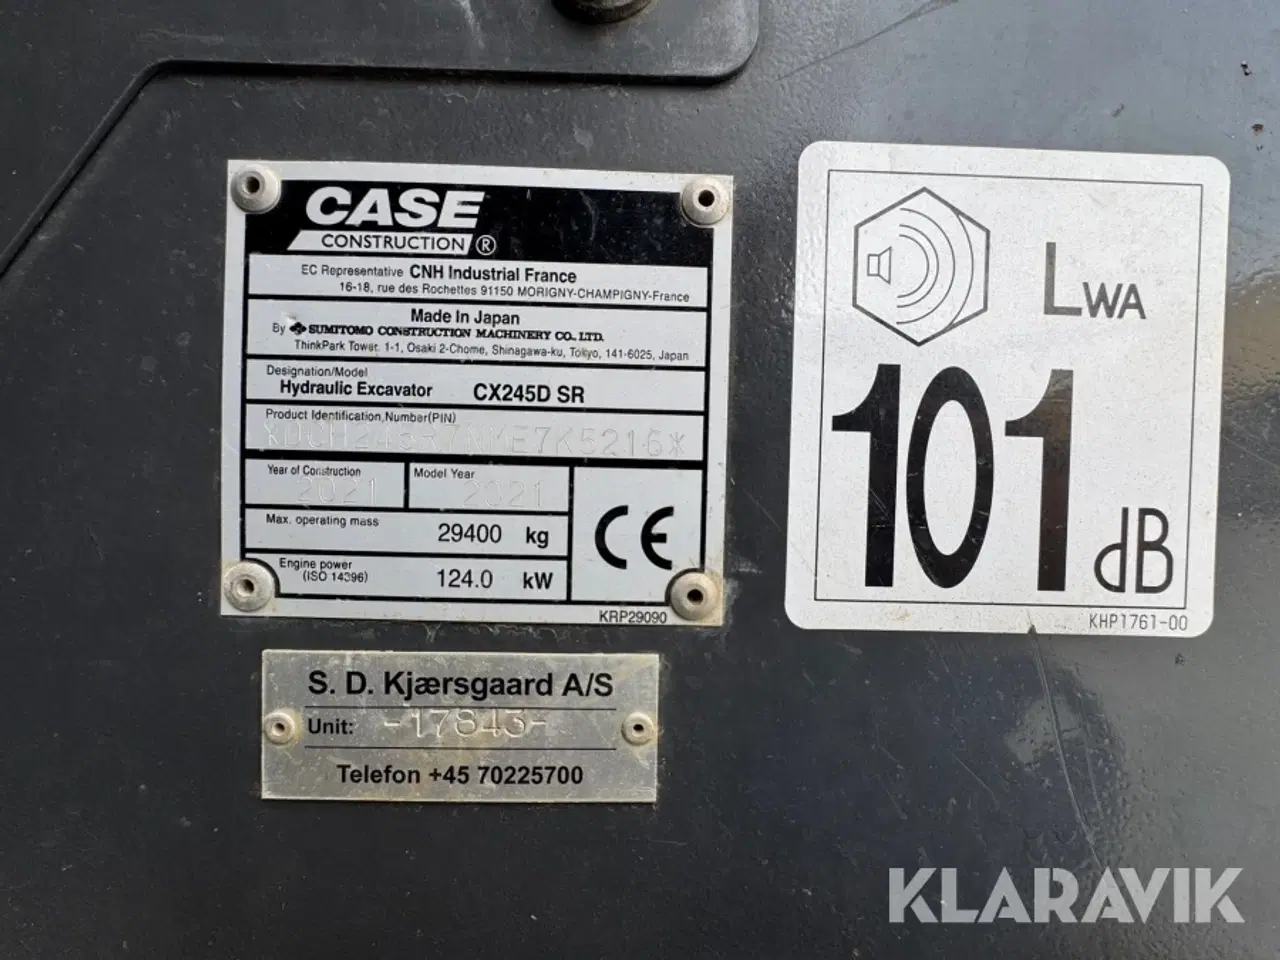 CASE
CONSTRUCTION ®
EC Representative CNH Industrial France
16-18, rue des Rochettes 91150 MORIGNY-CHAMPIGNY-France
Made In Japan
By SUMITOMO CONSTRUCTION MACHINERY CO., LTD.
ThinkPark Tower. 1-1, Osaki 2-Chome, Shinagawa-ku, Tokyo, 141-6025, Japan
Designation/Model
Hydraulic Excavator CX245D SR
Product Identification Number(PIN)
Year of Construction Model Year
2021 2021
Max. operating mass 29400 kg
Engine power
(ISO 14396) 124.0 kW
CE
KRP29090
LWA
101
dB
KHP1761-00
S. D. Kjærsgaard A/S
Unit: -17843-
Telefon +45 70225700
KLARAVIK